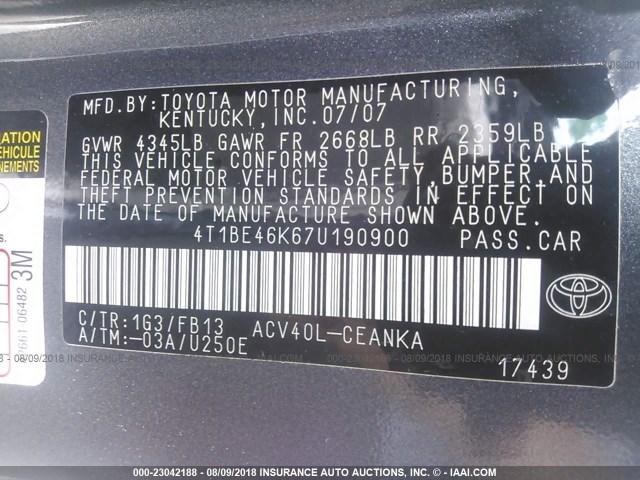 MFD.BY:TOYOTA MOTOR MANUFACTURING,
KENTUCKY,INC.07/07
GVWR 4345LB GAWR FR 2668LB RR 2359LB
THIS VEHICLE CONFORMS TO ALL APPLICABLE
FEDERAL MOTOR VEHICLE SAFETY,BUMPER,AND
THEFT PREVENTION STANDARDS IN EFFECT ON
THE DATE OF MANUFACTURE SHOWN ABOVE.
4T1BE46K67U190900 PASS.CAR
C/TR:1G3/FB13 ACV40L-CEANKA
A/TM:-03A/U250E
17439
VEHICULE
06482 3M
000-23042188 - 08/09/2018 INSURANCE AUTO AUCTIONS, INC. © - IAAI.COM